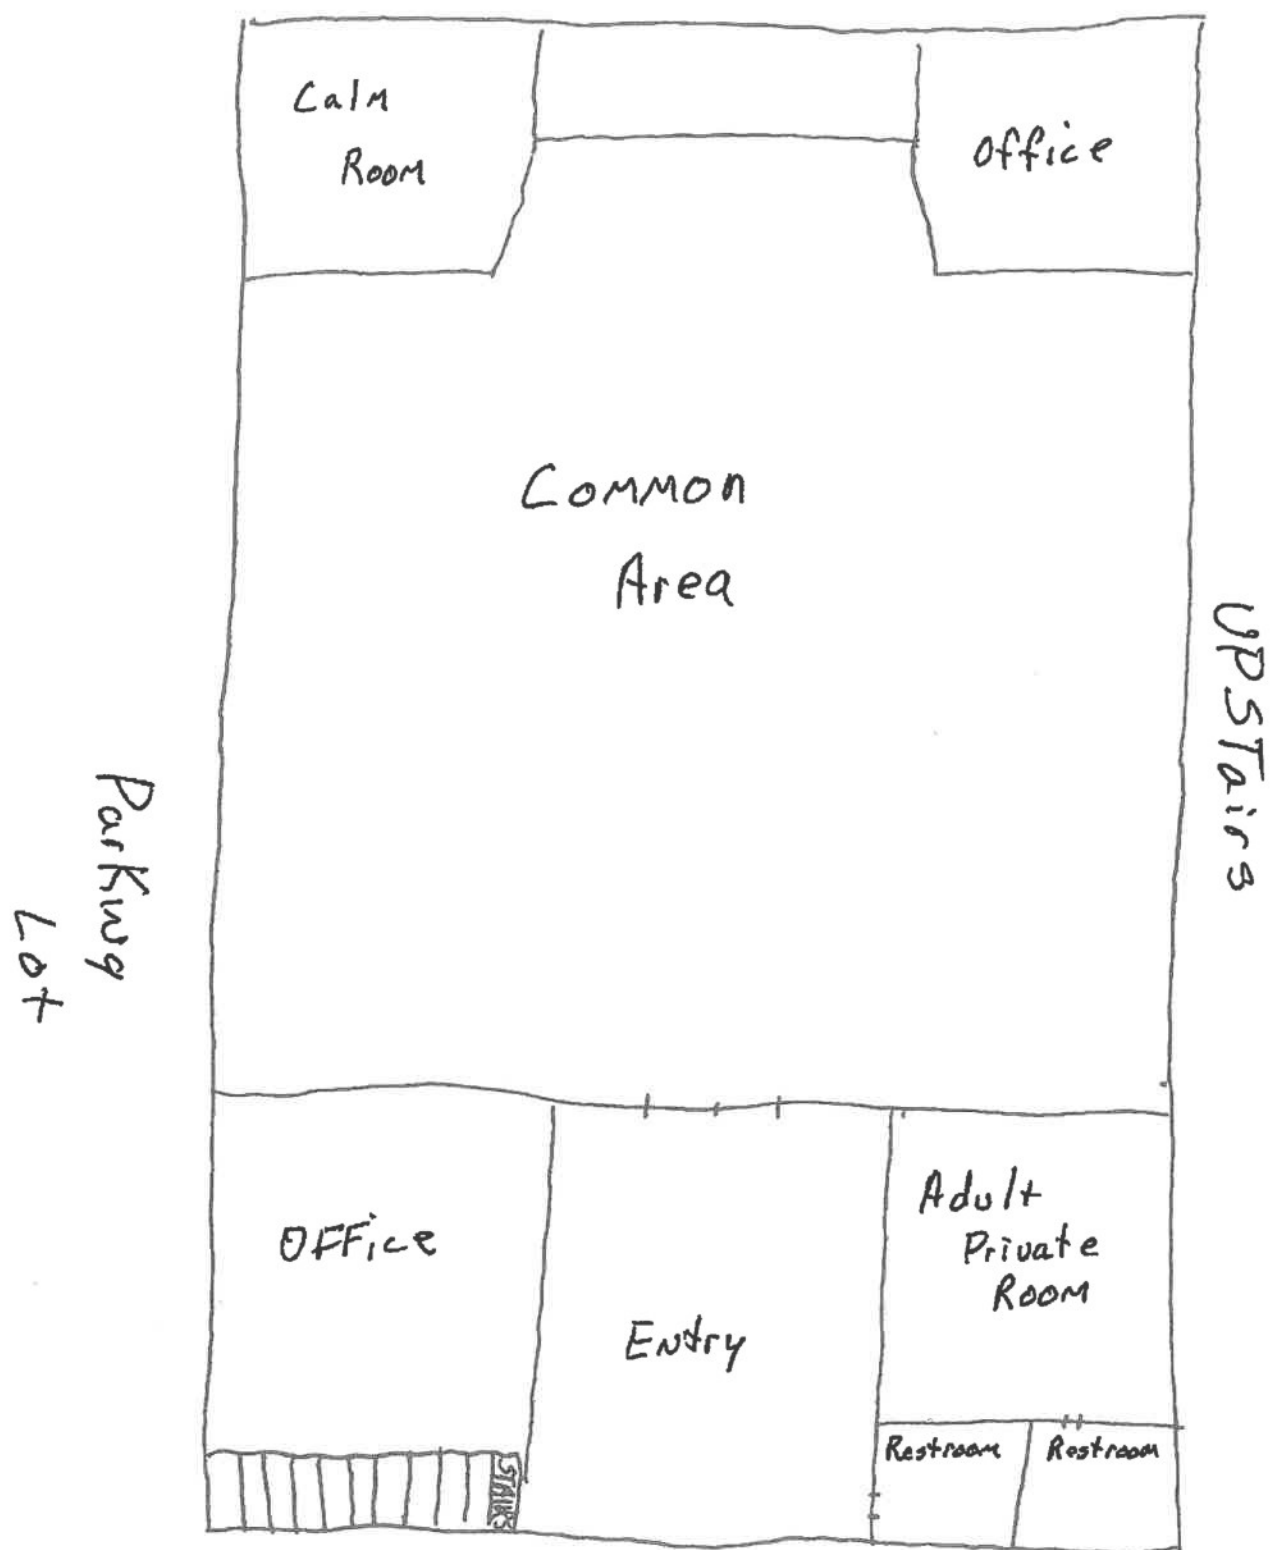 Calm
Room
Office
Common
Area
UPSTairs
Parking
Lot
Office
Adult
Private
Room
Entry
Restroom
Restroom
STAIRS